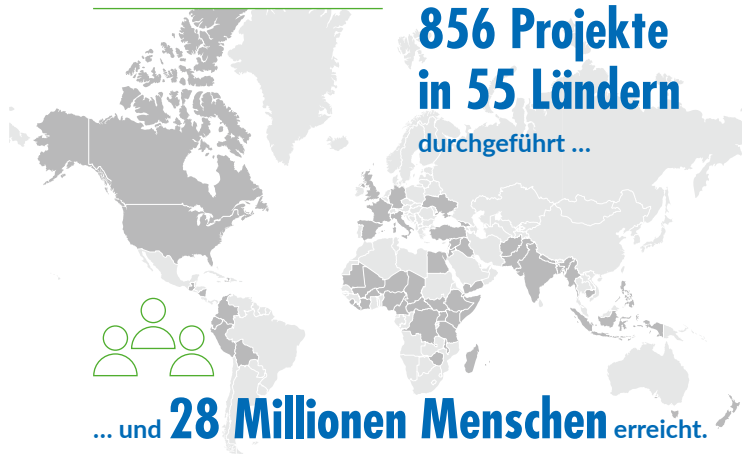 856 Projekte
in 55 Ländern
durchgeführt ...
... und 28 Millionen Menschen erreicht.